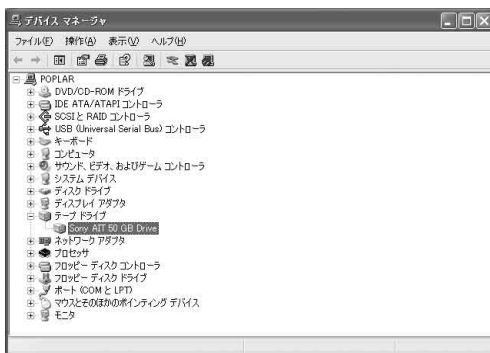 デバイス マネージャ
ファイル(F) 操作(A) 表示(V) ヘルプ(H)
POPLAR
DVD/CD-ROM ドライブ
IDE ATA/ATAPI コントローラ
SCSI と RAID コントローラ
USB (Universal Serial Bus) コントローラ
キーボード
コンピュータ
サウンド、ビデオ、およびゲーム コントローラ
システム デバイス
ディスク ドライブ
ディスプレイ アダプタ
テープ ドライブ
Sony AIT 50 GB Drive
ネットワーク アダプタ
プロセッサ
フロッピー ディスク コントローラ
フロッピー ディスク ドライブ
ポート (COM と LPT)
マウスとそのほかのポインティング デバイス
モニタ